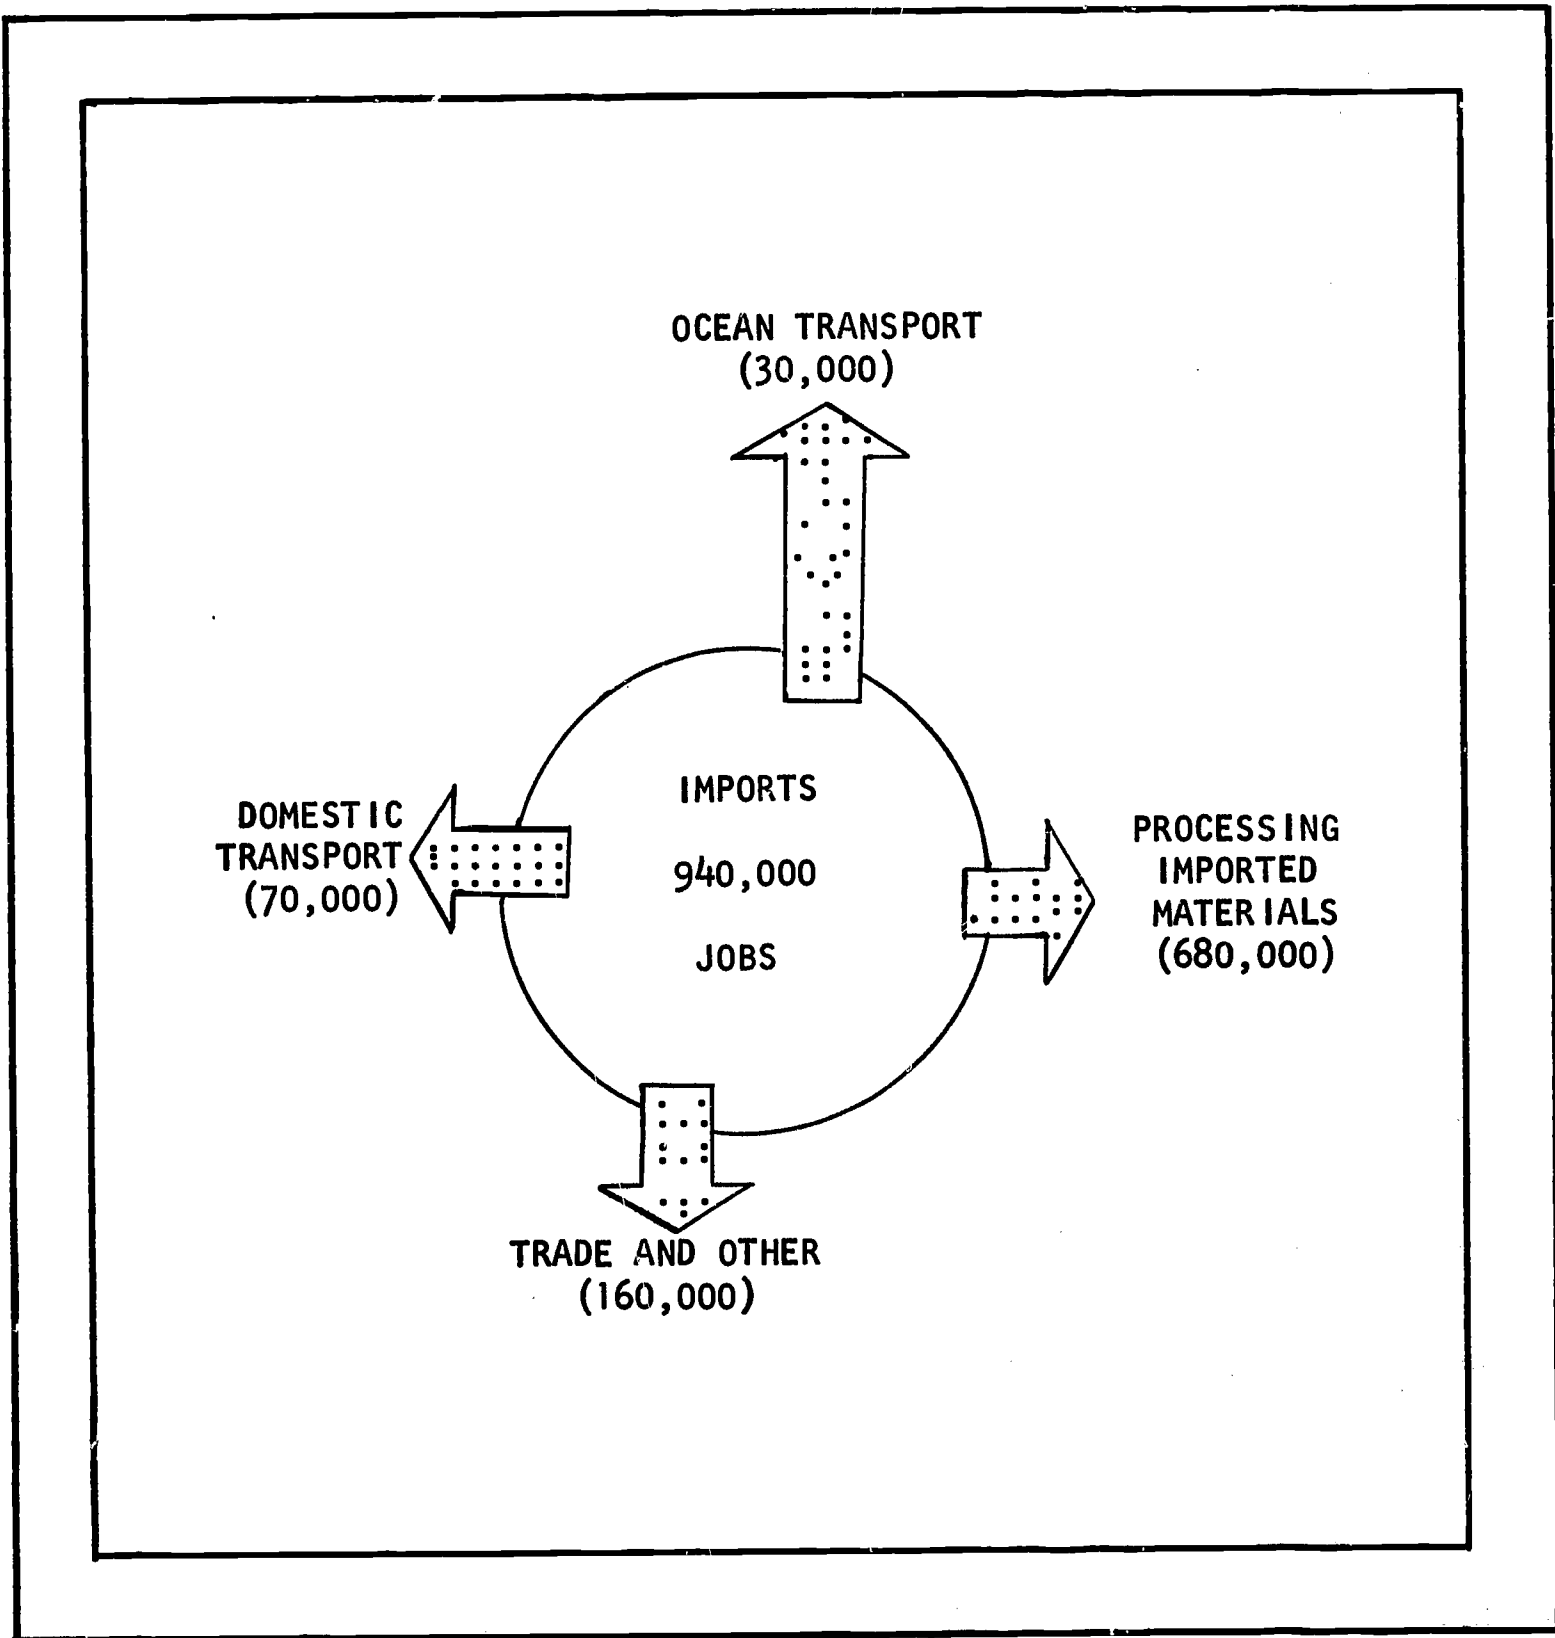 OCEAN TRANSPORT
(30,000)
IMPORTS
940,000
JOBS
DOMESTIC
TRANSPORT
(70,000)
PROCESSING
IMPORTED
MATERIALS
(680,000)
TRADE AND OTHER
(160,000)